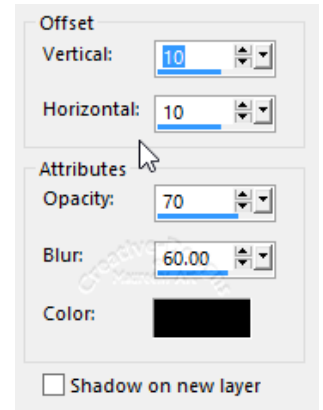 Offset
Vertical: 10
Horizontal: 10
Attributes
Opacity: 70
Blur: 60.00
Color:
Shadow on new layer